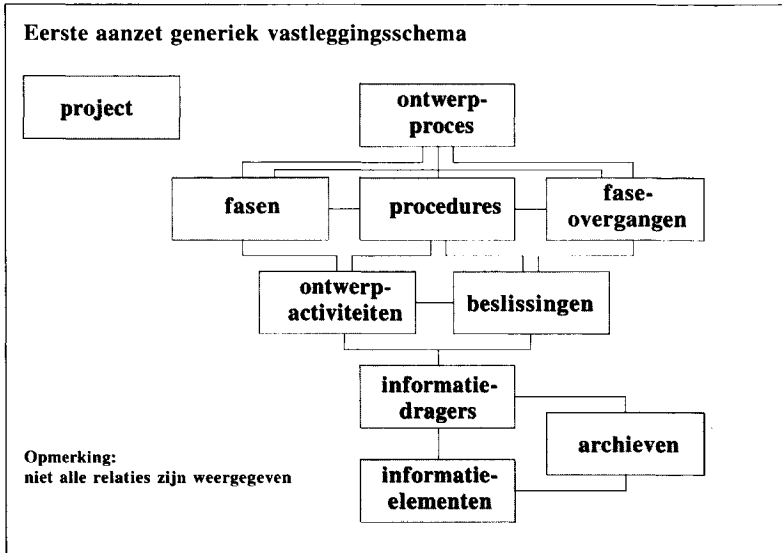 Eerste aanzet generiek vastleggingsschema
project
ontwerp-
proces
fasen
procedures
fase-
overgangen
ontwerp-
activiteiten
beslissingen
informatie-
dragers
archieven
Opmerking:
niet alle relaties zijn weergegeven
informatie-
elementen